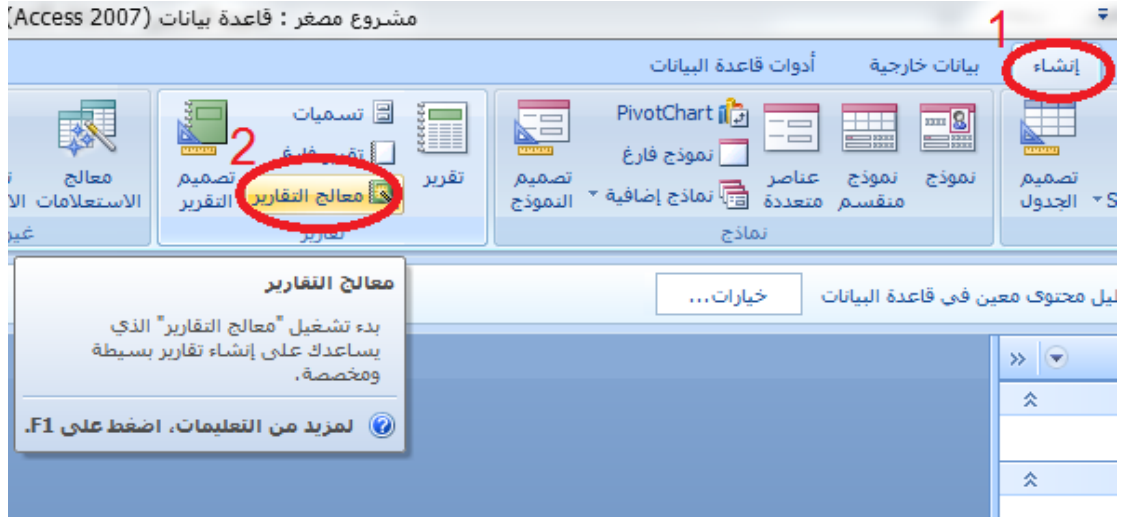 مشروع مصغر : قاعدة بيانات (Access 2007)
1
إنشاء
بيانات خارجية
أدوات قاعدة البيانات
تصميم الجدول
S
نموذج
نموذج منقسم
عناصر متعددة
PivotChart
نموذج فارغ
نماذج إضافية
تصميم النموذج
نماذج
تقرير
تسميات
تقرير فارغ
معالج التقارير
2
تصميم التقرير
تقارير
معالج الاستعلامات
معالج التقارير
بدء تشغيل "معالج التقارير" الذي
يساعدك على إنشاء تقارير بسيطة
ومخصصة.
لمزيد من التعليمات، اضغط على F1.
محتوى معين في قاعدة البيانات
خيارات...